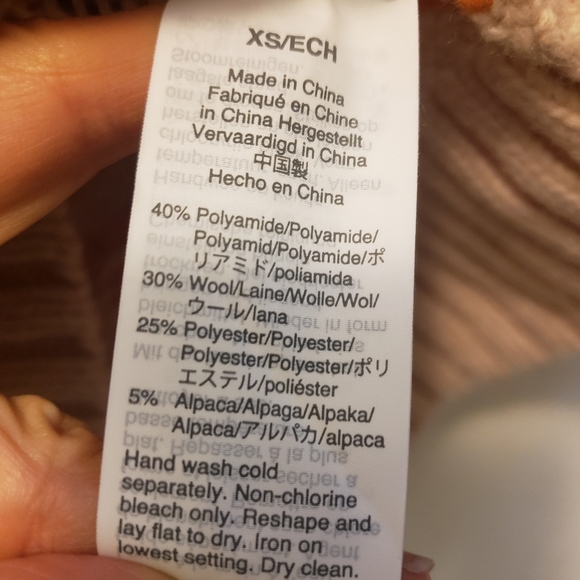 XS/ECH
Made in China
Fabriqué en Chine
in China Hergestellt
Vervaardigd in China
中国製
Hecho en China
40% Polyamide/Polyamide/
Polyamid/Polyamide/ポ
リアミド/poliamida
30% Wool/Laine/Wolle/Wol/
ウール/lana
25% Polyester/Polyester/
Polyester/Polyester/ポリ
エステル/poliéster
5% Alpaca/Alpaga/Alpaka/
Alpaca/アルパカ/alpaca
Hand wash cold
separately. Non-chlorine
bleach only. Reshape and
lay flat to dry. Iron on
lowest setting. Dry clean.